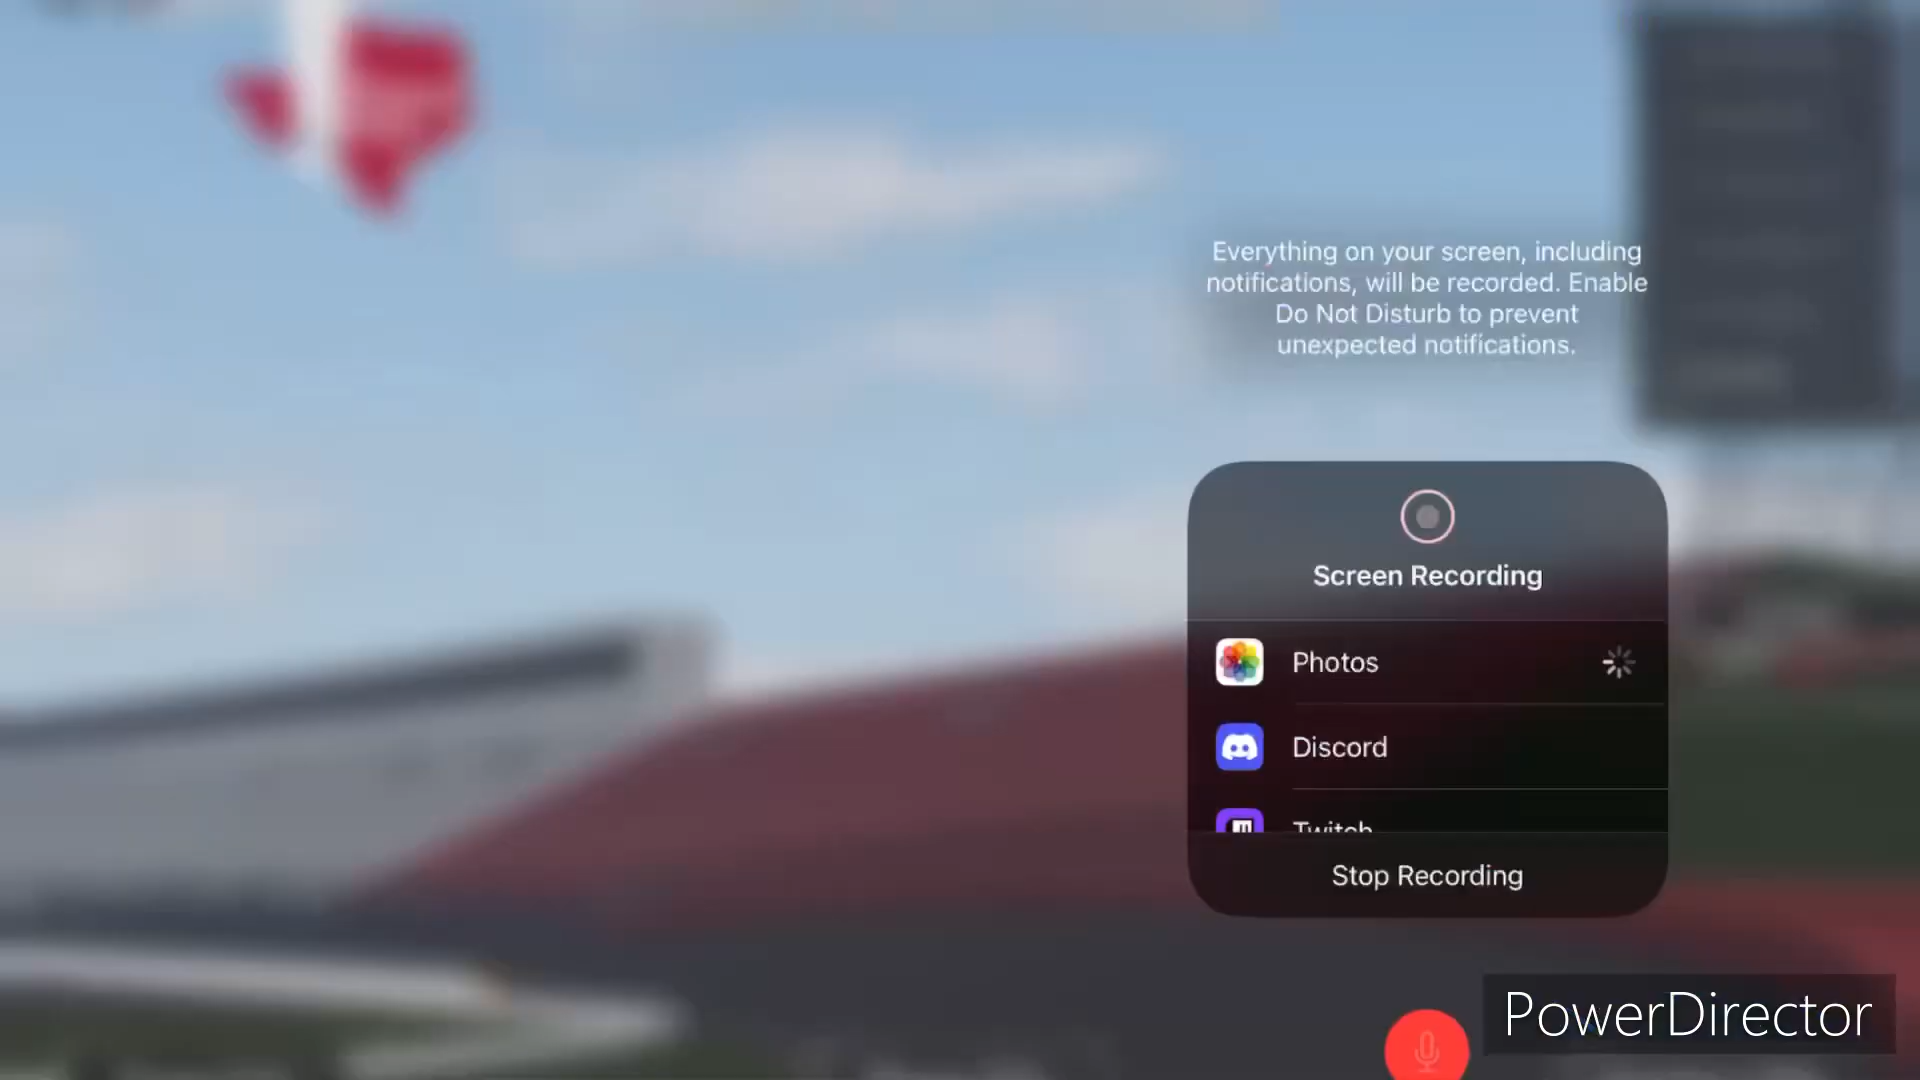 Everything on your screen, including
notifications, will be recorded. Enable
Do Not Disturb to prevent
unexpected notifications.
Screen Recording
Photos
Discord
Twitch
Stop Recording
PowerDirector